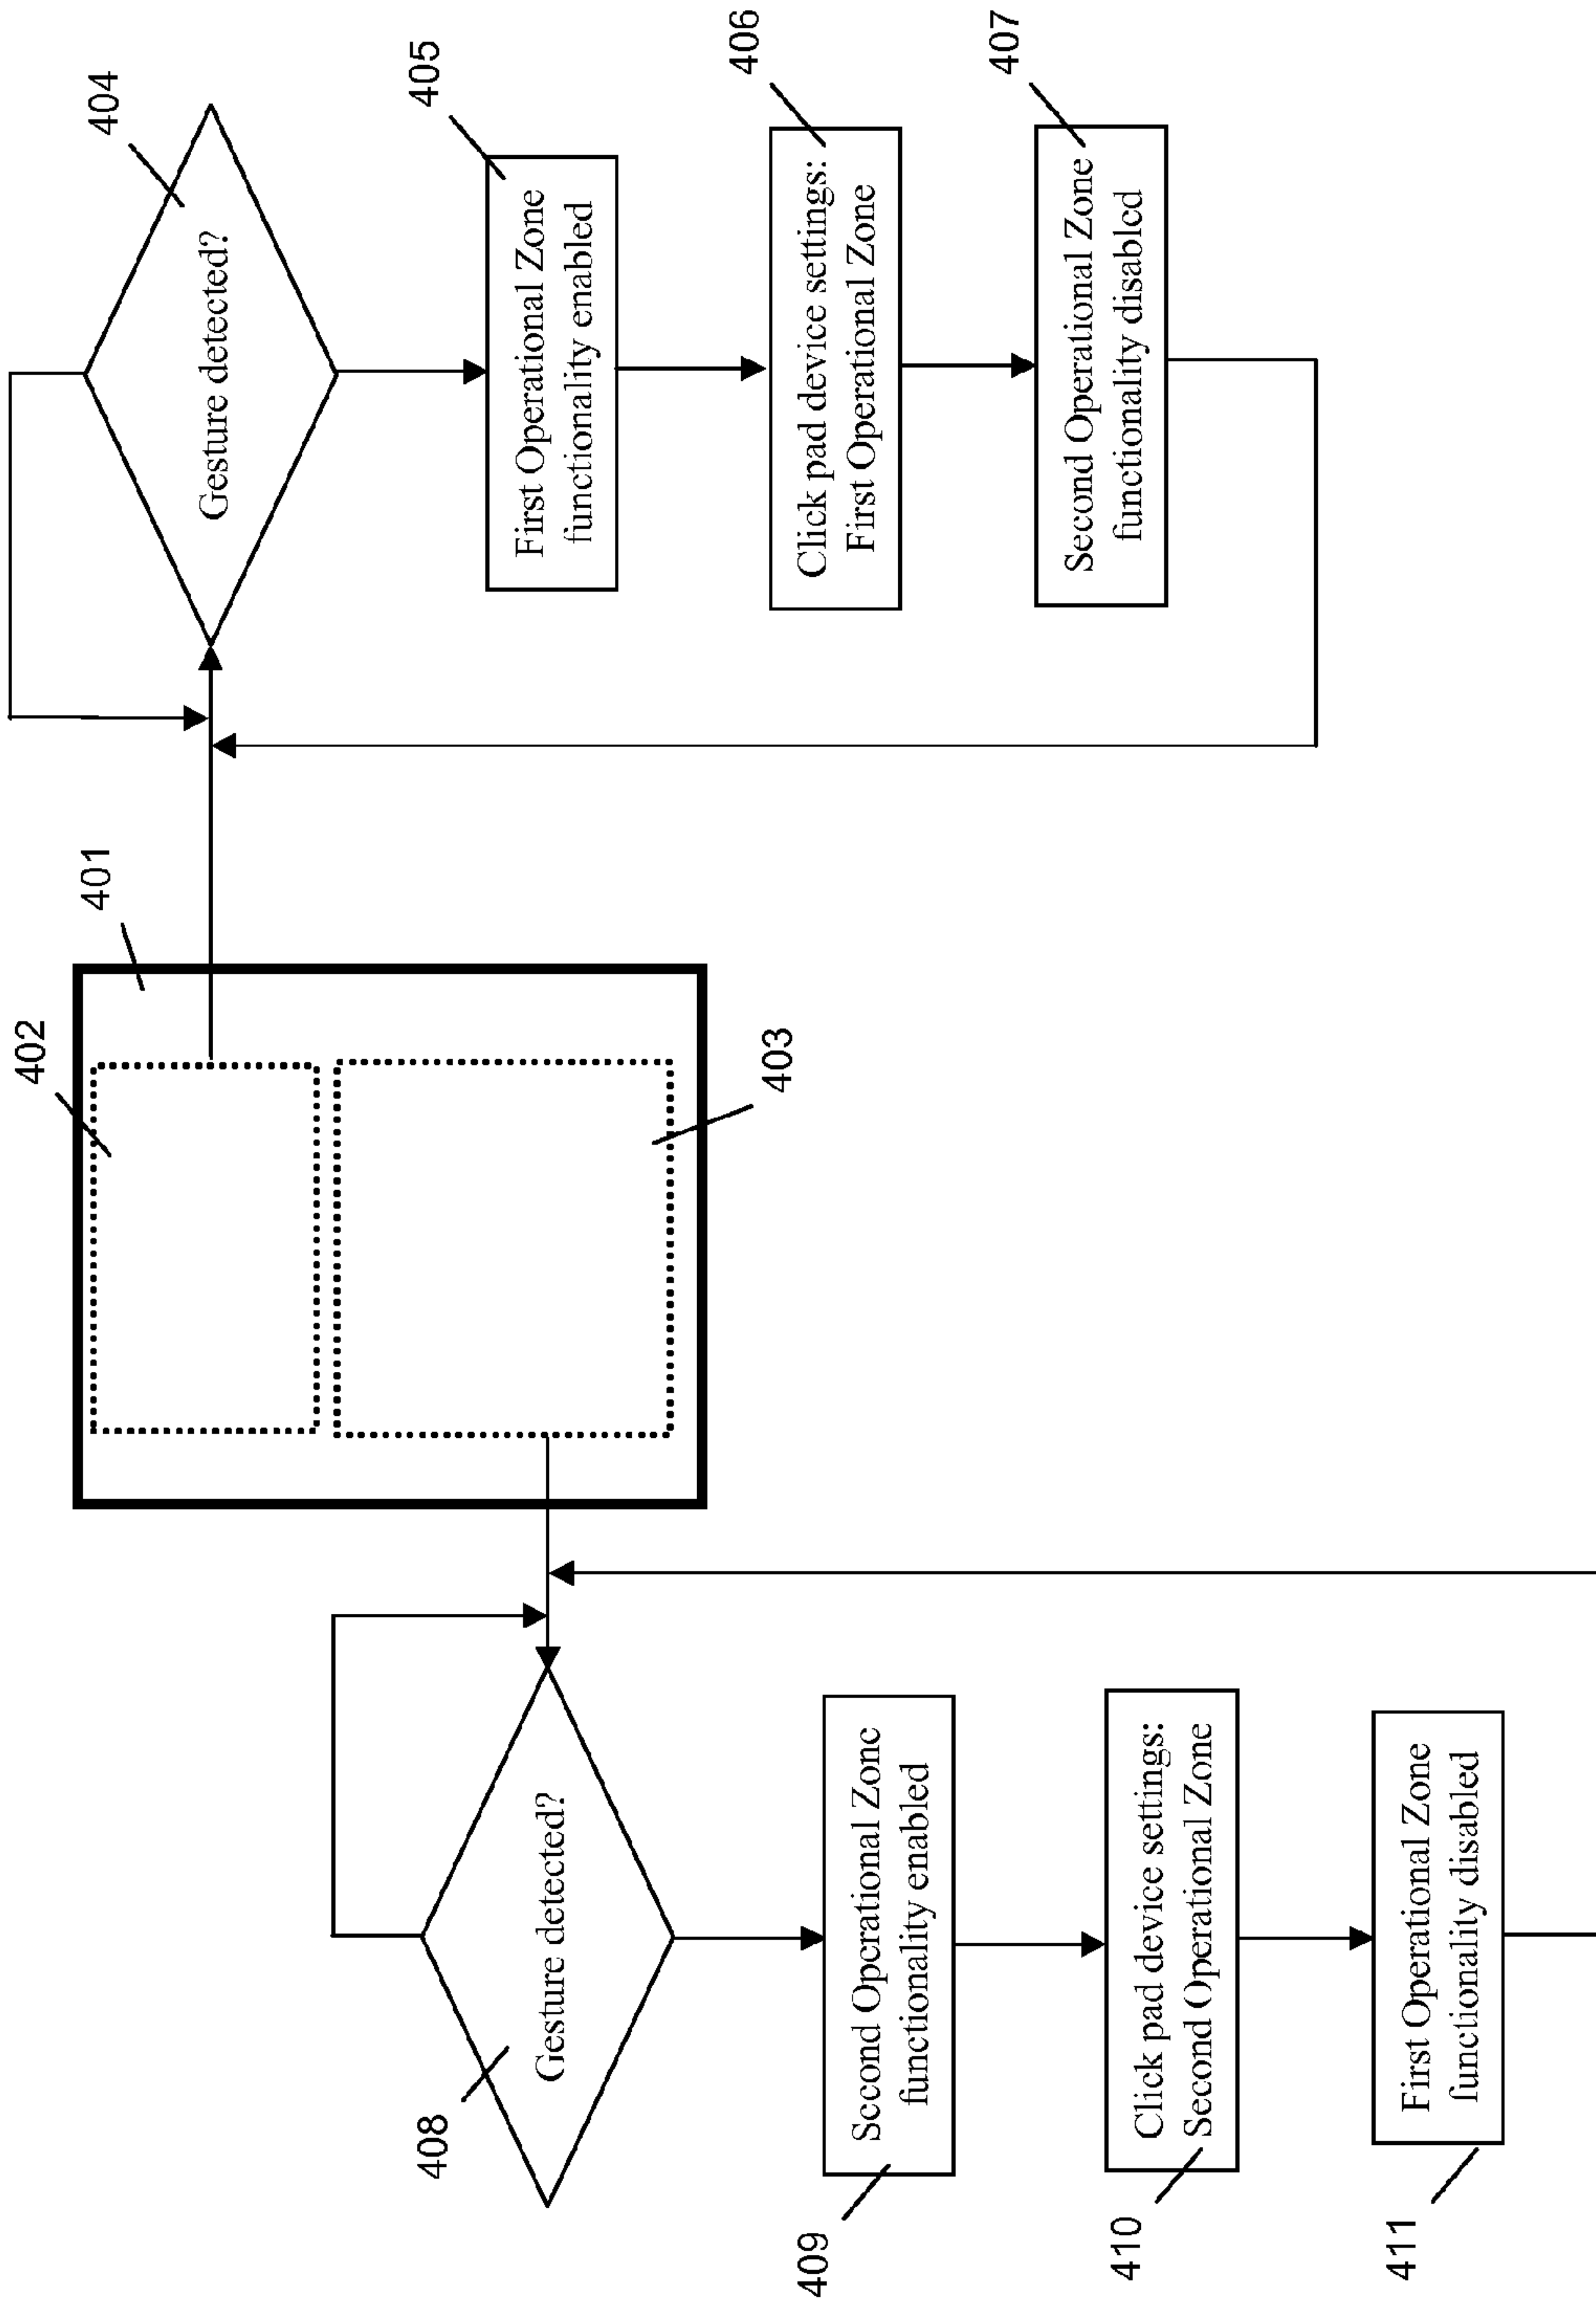 404
Gesture detected?
405
First Operational Zone
functionality enabled
406
Click pad device settings:
First Operational Zone
407
Second Operational Zone
functionality disabled
401
402
403
408
Gesture detected?
409
Second Operational Zone
functionality enabled
410
Click pad device settings:
Second Operational Zone
411
First Operational Zone
functionality disabled